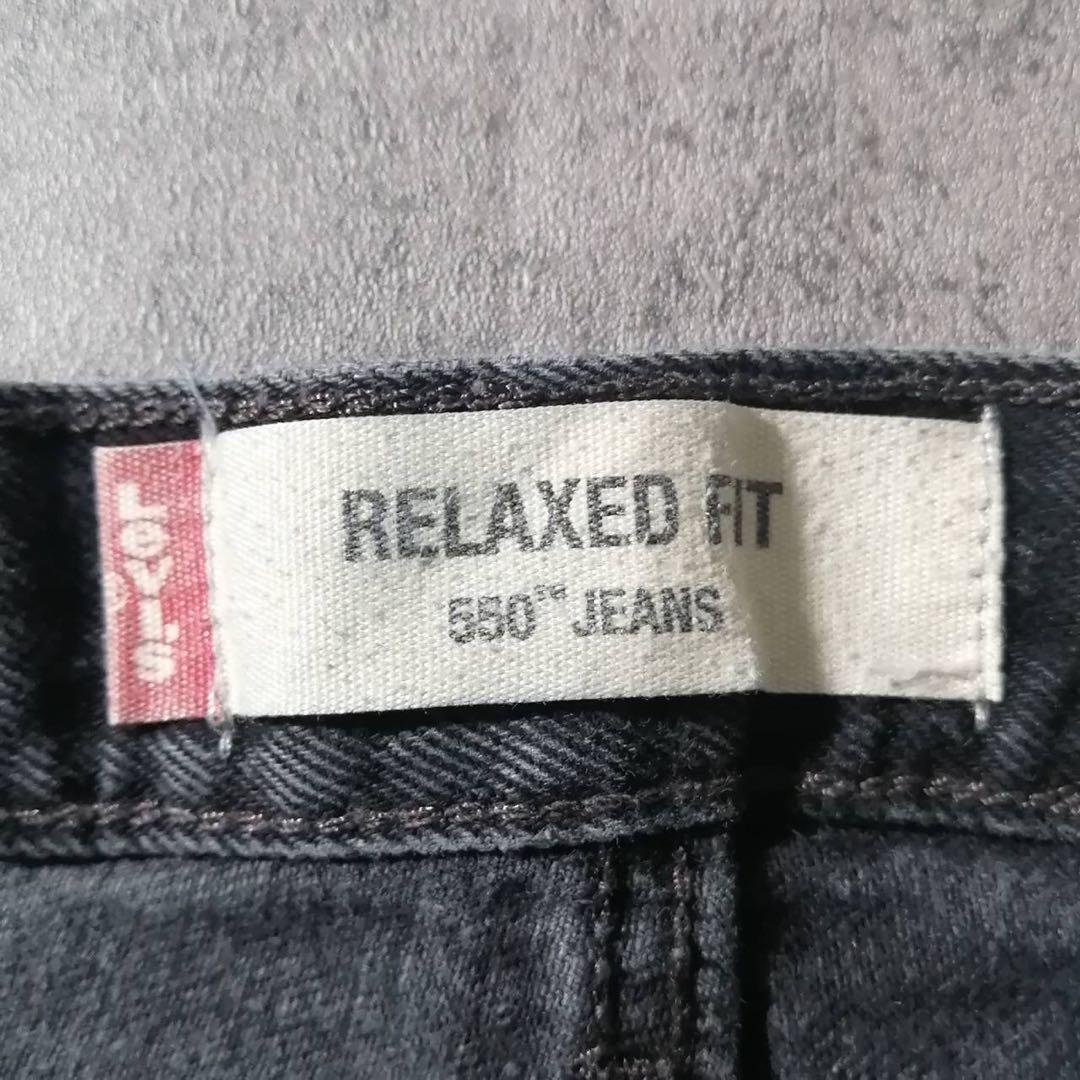 LEVI'S
RELAXED FIT
550™ JEANS